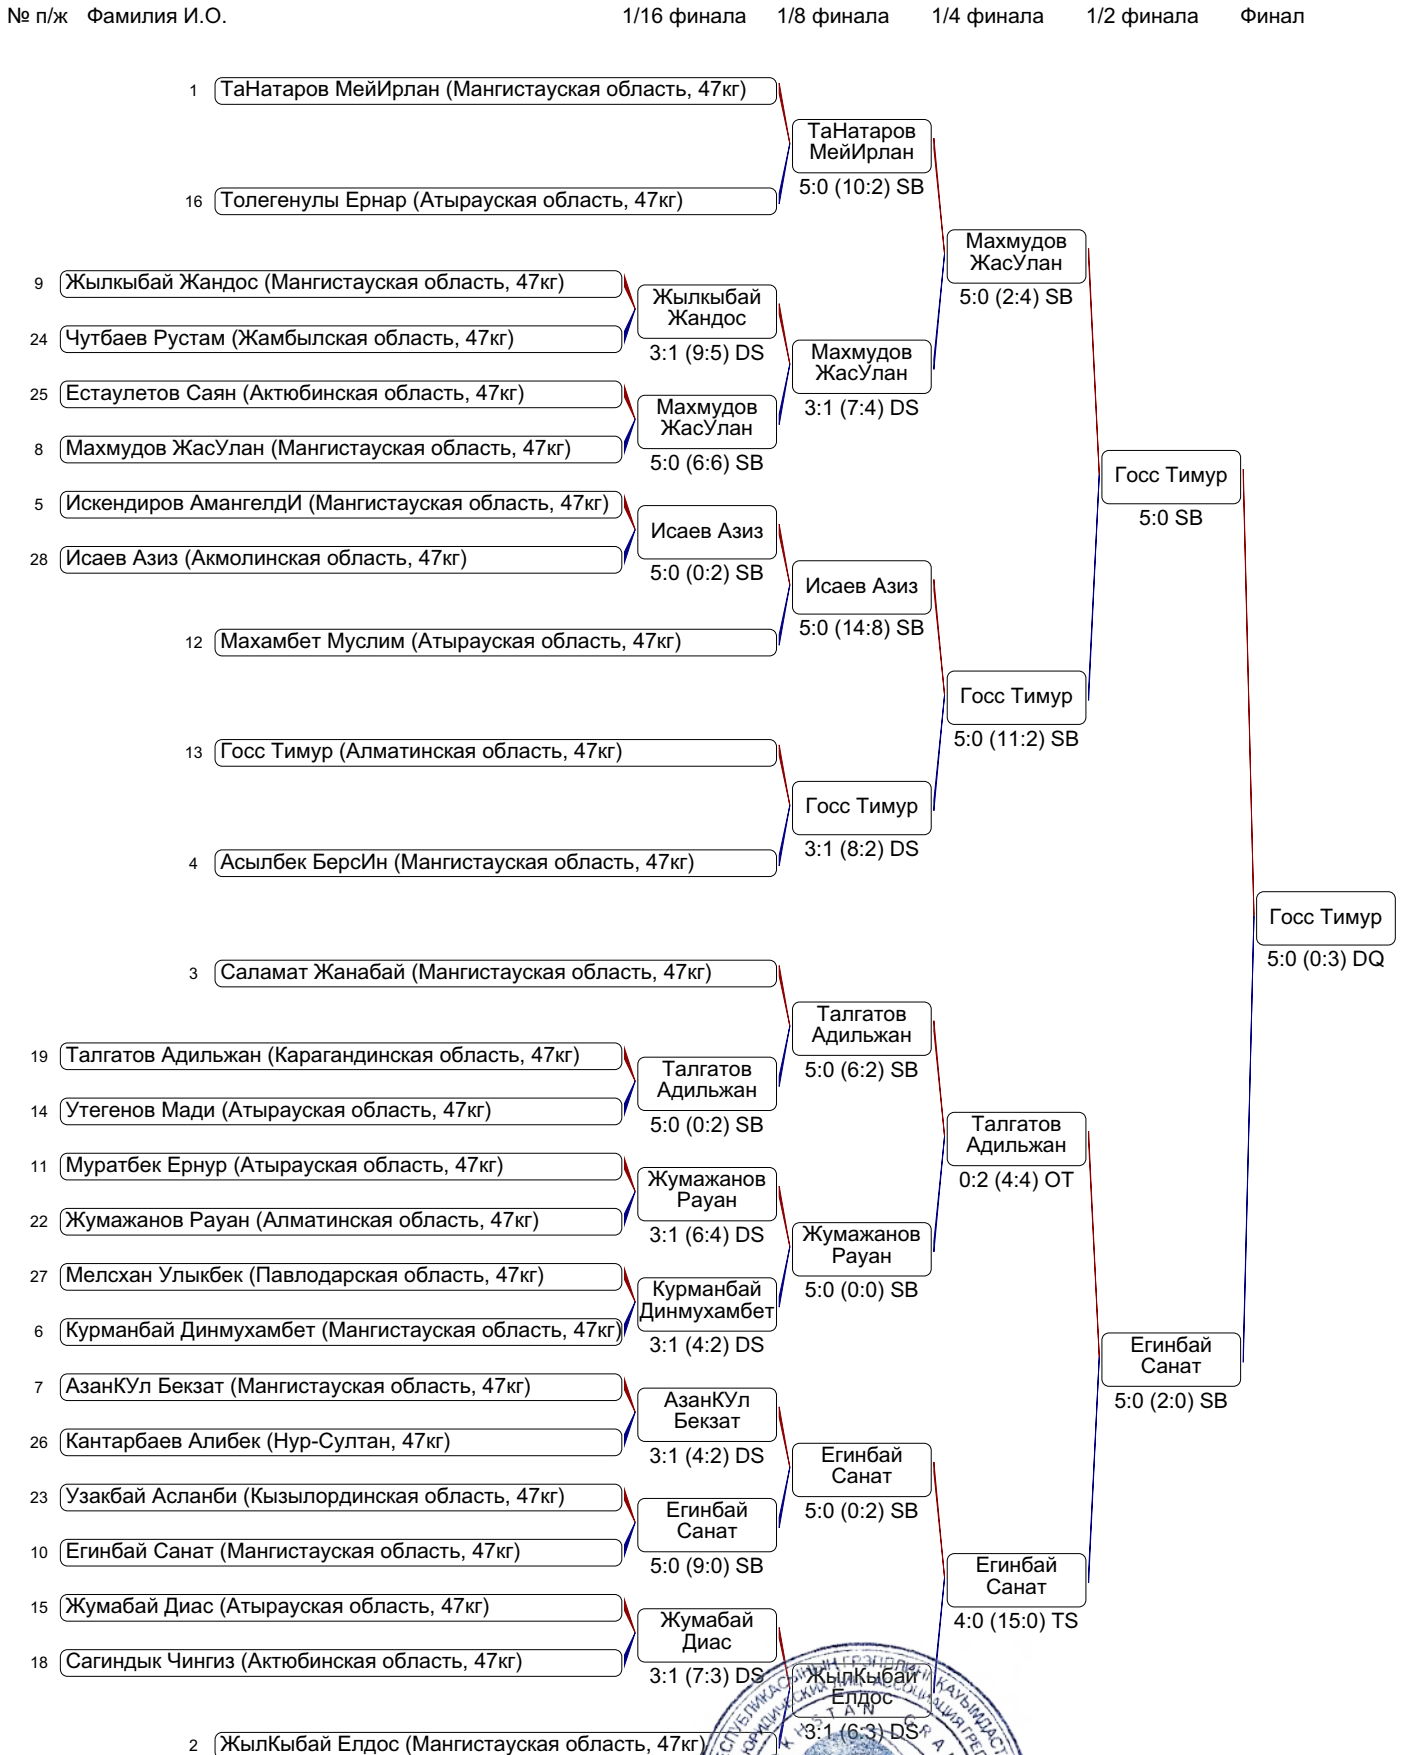 № п/ж Фамилия И.О. 1/16 финала 1/8 финала 1/4 финала 1/2 финала Финал
1 ТаНатаров МейИрлан (Мангистауская область, 47кг)
ТаНатаров
МейИрлан
5:0 (10:2) SB
16 Толегенулы Ернар (Атырауская область, 47кг)
Махмудов
ЖасУлан
5:0 (2:4) SB
9 Жылкыбай Жандос (Мангистауская область, 47кг)
Жылкыбай
Жандос
3:1 (9:5) DS
24 Чутбаев Рустам (Жамбылская область, 47кг)
Махмудов
ЖасУлан
3:1 (7:4) DS
25 Естаулетов Саян (Актюбинская область, 47кг)
Махмудов
ЖасУлан
5:0 (6:6) SB
8 Махмудов ЖасУлан (Мангистауская область, 47кг)
Госс Тимур
5:0 SB
5 Искендиров АмангелдИ (Мангистауская область, 47кг)
Исаев Азиз
5:0 (0:2) SB
28 Исаев Азиз (Акмолинская область, 47кг)
Исаев Азиз
5:0 (14:8) SB
12 Махамбет Муслим (Атырауская область, 47кг)
Госс Тимур
5:0 (11:2) SB
13 Госс Тимур (Алматинская область, 47кг)
Госс Тимур
3:1 (8:2) DS
4 Асылбек БерсИн (Мангистауская область, 47кг)
Госс Тимур
5:0 (0:3) DQ
3 Саламат Жанабай (Мангистауская область, 47кг)
Талгатов
Адильжан
5:0 (6:2) SB
19 Талгатов Адильжан (Карагандинская область, 47кг)
Талгатов
Адильжан
5:0 (0:2) SB
14 Утегенов Мади (Атырауская область, 47кг)
Талгатов
Адильжан
0:2 (4:4) OT
11 Муратбек Ернур (Атырауская область, 47кг)
Жумажанов
Рауан
3:1 (6:4) DS
22 Жумажанов Рауан (Алматинская область, 47кг)
Жумажанов
Рауан
5:0 (0:0) SB
27 Мелсхан Улыкбек (Павлодарская область, 47кг)
Курманбай
Динмухамбет
3:1 (4:2) DS
6 Курманбай Динмухамбет (Мангистауская область, 47кг)
Егинбай
Санат
5:0 (2:0) SB
7 АзанКУл Бекзат (Мангистауская область, 47кг)
АзанКУл
Бекзат
3:1 (4:2) DS
26 Кантарбаев Алибек (Нур-Султан, 47кг)
Егинбай
Санат
5:0 (0:2) SB
23 Узакбай Асланби (Кызылординская область, 47кг)
Егинбай
Санат
5:0 (9:0) SB
10 Егинбай Санат (Мангистауская область, 47кг)
Егинбай
Санат
4:0 (15:0) TS
15 Жумабай Диас (Атырауская область, 47кг)
Жумабай
Диас
3:1 (7:3) DS
18 Сагиндык Чингиз (Актюбинская область, 47кг)
ЖылКыбай
Елдос
3:1 (6:3) DS
2 ЖылКыбай Елдос (Мангистауская область, 47кг)